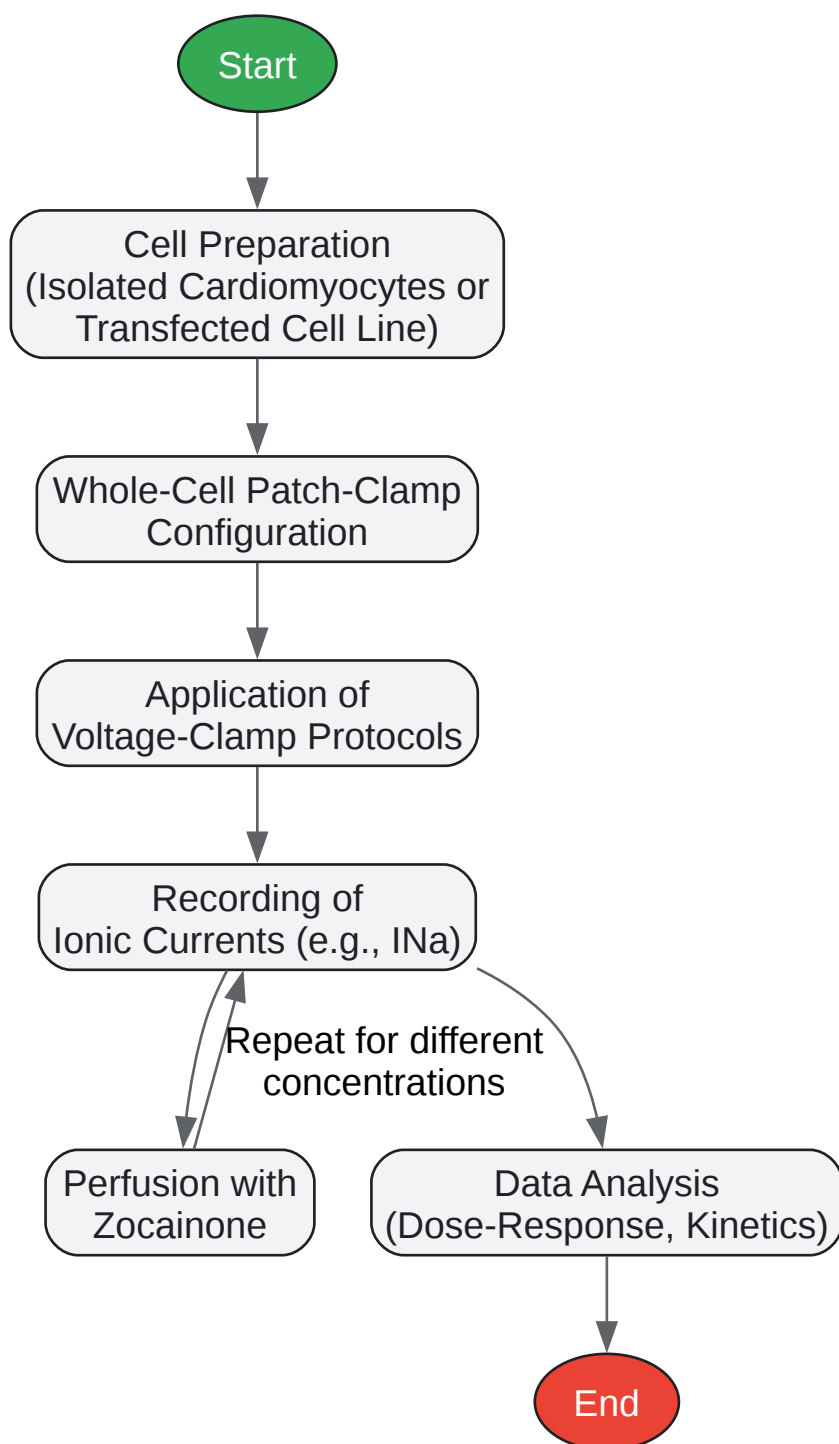 Start
Cell Preparation
(Isolated Cardiomyocytes or
Transfected Cell Line)
Whole-Cell Patch-Clamp
Configuration
Application of
Voltage-Clamp Protocols
Recording of
Ionic Currents (e.g., INa)
Repeat for different
concentrations
Perfusion with
Zocainone
Data Analysis
(Dose-Response, Kinetics)
End